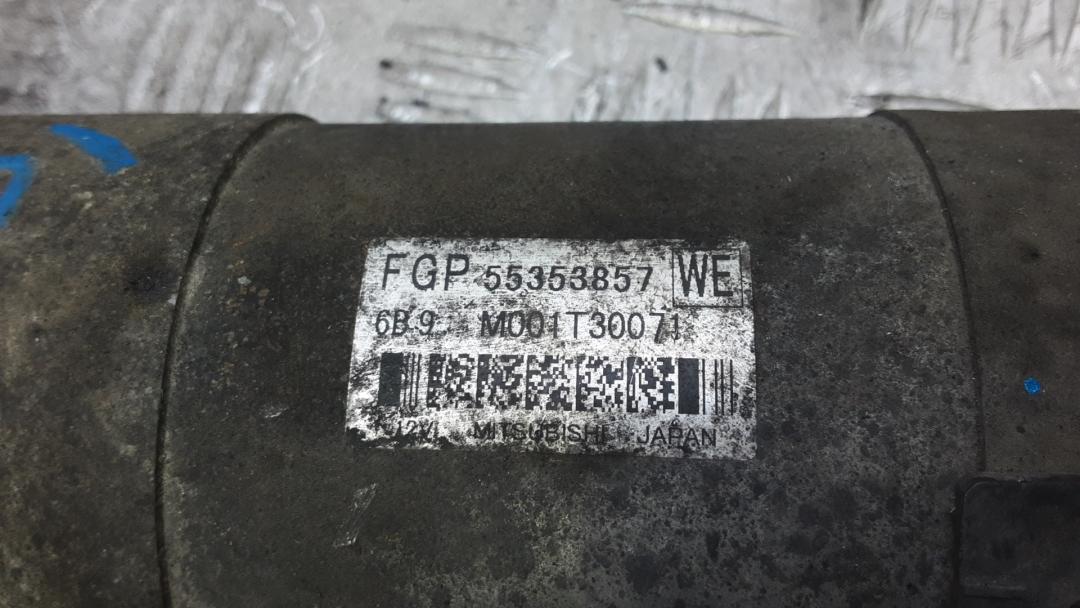 FGP 55353857 WE
6B.9 M001T30071
12V MITSUBISHI JAPAN